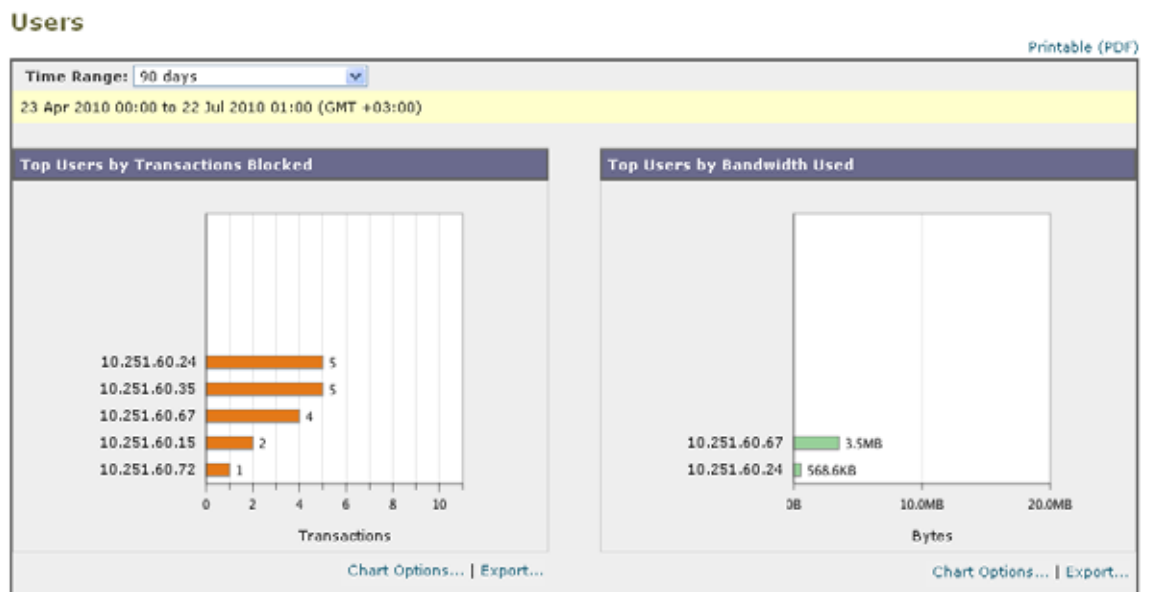 Users
Printable (PDF)
Time Range: 90 days
23 Apr 2010 00:00 to 22 Jul 2010 01:00 (GMT +03:00)
Top Users by Transactions Blocked
10.251.60.24 5
10.251.60.35 5
10.251.60.67 4
10.251.60.15 2
10.251.60.72 1
0 2 4 6 8 10
Transactions
Chart Options... | Export...
Top Users by Bandwidth Used
10.251.60.67 3.5MB
10.251.60.24 568.6KB
0B 10.0MB 20.0MB
Bytes
Chart Options... | Export...